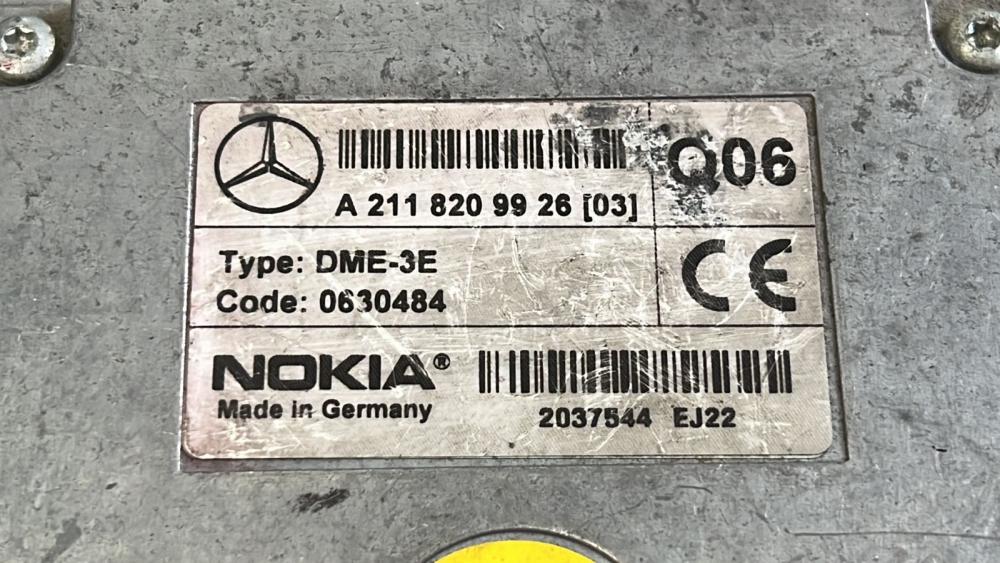 A 211 820 99 26 [03]
Q06
Type: DME-3E
Code: 0630484
CE
NOKIA®
Made in Germany
2037544 EJ22